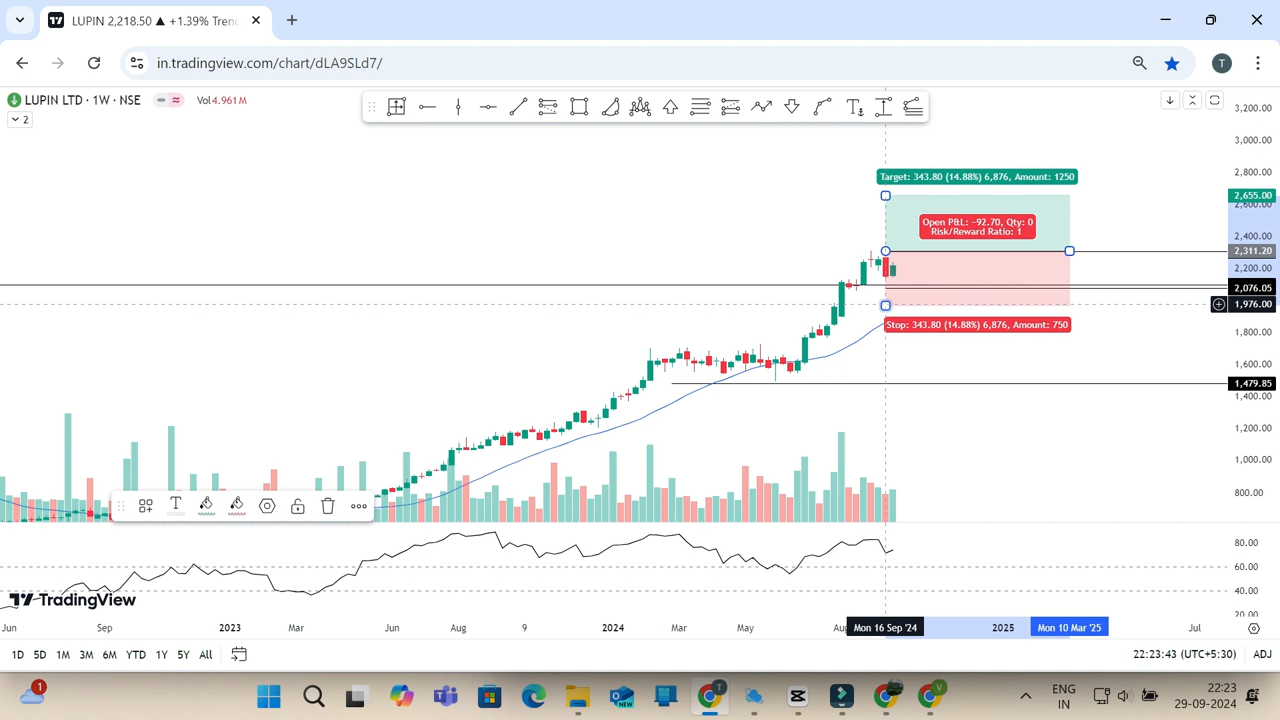 LUPIN 2,218.50 ▲ +1.39% Trenc
in.tradingview.com/chart/dLA9SLd7/
T
LUPIN LTD · 1W · NSE
Vol 4.961 M
2
3,200.00
3,000.00
2,800.00
2,655.00
2,600.00
2,400.00
2,311.20
2,200.00
2,076.05
1,976.00
1,800.00
1,600.00
1,479.85
1,400.00
1,200.00
1,000.00
800.00
80.00
60.00
40.00
20.00
Target: 343.80 (14.88%) 6,876, Amount: 1250
Open P&L: −92.70, Qty: 0
Risk/Reward Ratio: 1
Stop: 343.80 (14.88%) 6,876, Amount: 750
TradingView
Jun Sep 2023 Mar Jun Aug 9 2024 Mar May Aug Mon 16 Sep '24 2025 Mon 10 Mar '25 Jul
1D 5D 1M 3M 6M YTD 1Y 5Y All
22:23:43 (UTC+5:30) ADJ
1
NEW
T
V
V
ENG
IN
22:23
29-09-2024